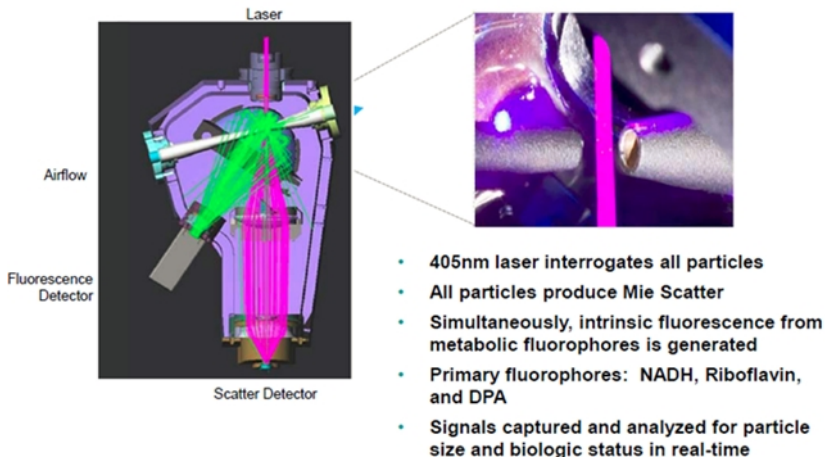 Laser
Airflow
Fluorescence
Detector
Scatter Detector
• 405nm laser interrogates all particles
• All particles produce Mie Scatter
• Simultaneously, intrinsic fluorescence from
metabolic fluorophores is generated
• Primary fluorophores: NADH, Riboflavin,
and DPA
• Signals captured and analyzed for particle
size and biologic status in real-time